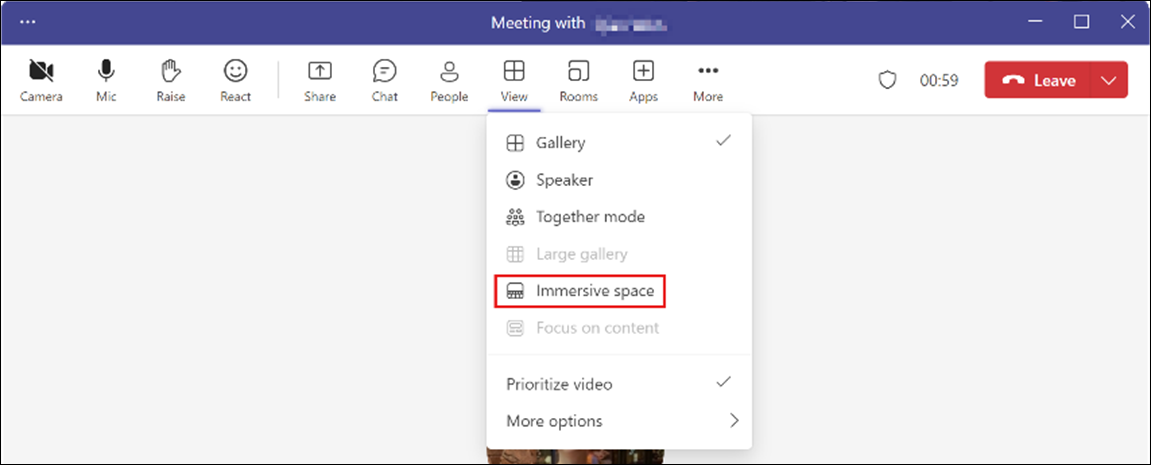 Meeting with
Camera Mic Raise React Share Chat People View Rooms Apps More 00:59 Leave
Gallery
Speaker
Together mode
Large gallery
Immersive space
Focus on content
Prioritize video
More options